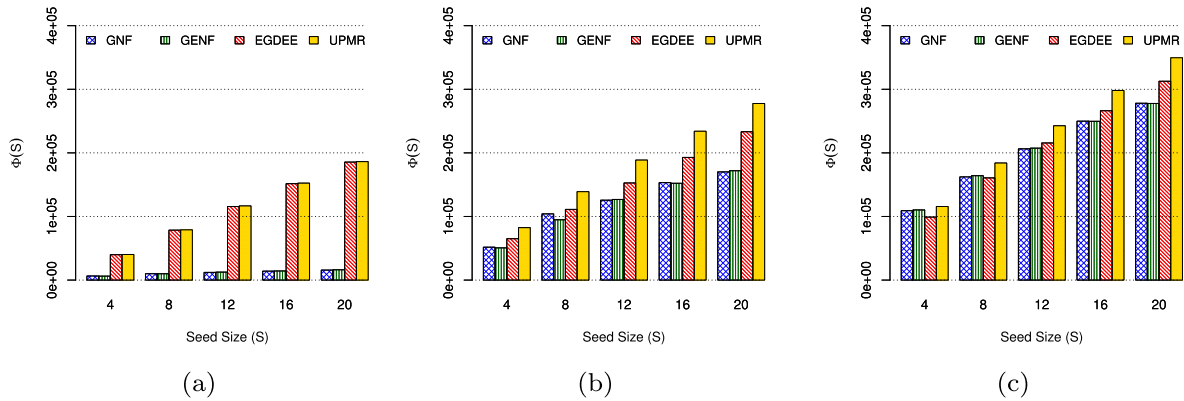 4e+05
3e+05
2e+05
1e+05
0e+00
Φ(S)
GNF GENF EGDEE UPMR
4 8 12 16 20
Seed Size (S)
(a)
4e+05
3e+05
2e+05
1e+05
0e+00
Φ(S)
GNF GENF EGDEE UPMR
4 8 12 16 20
Seed Size (S)
(b)
4e+05
3e+05
2e+05
1e+05
0e+00
Φ(S)
GNF GENF EGDEE UPMR
4 8 12 16 20
Seed Size (S)
(c)